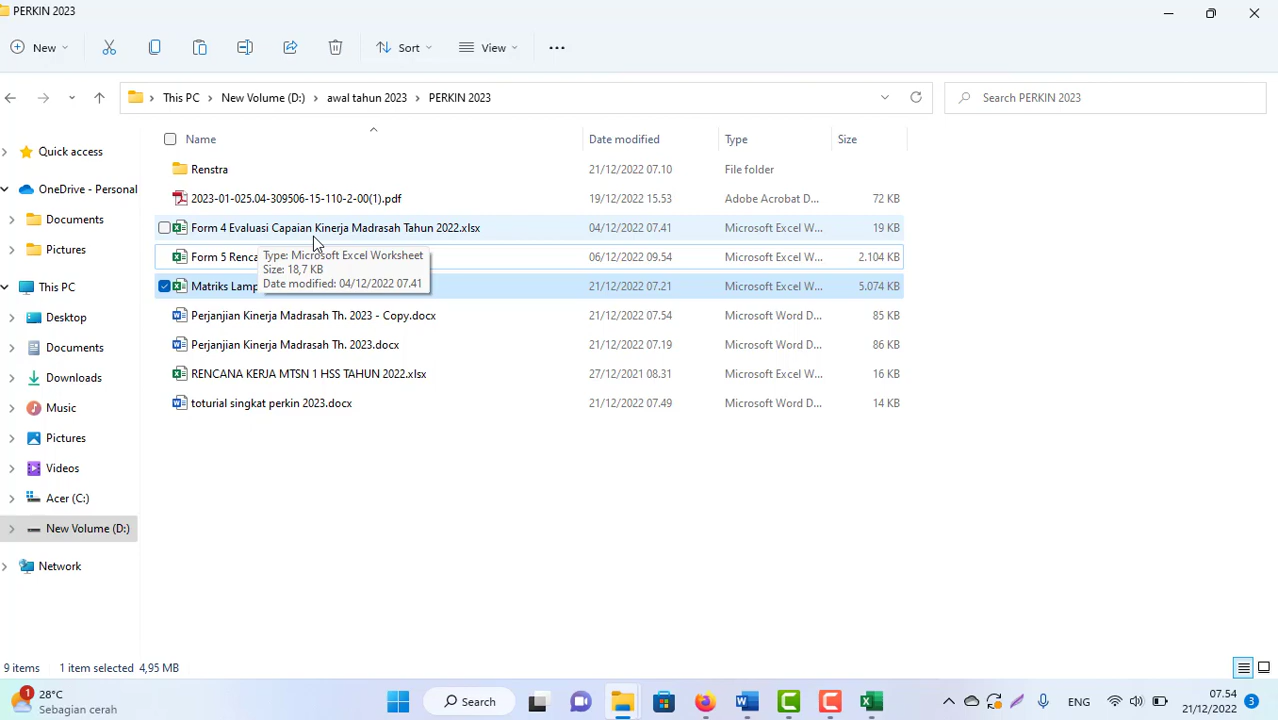 PERKIN 2023
New
Sort
View
This PC > New Volume (D:) > awal tahun 2023 > PERKIN 2023
Search PERKIN 2023
Name Date modified Type Size
Quick access
OneDrive - Personal
Documents
Pictures
This PC
Desktop
Documents
Downloads
Music
Pictures
Videos
Acer (C:)
New Volume (D:)
Network
Renstra 21/12/2022 07.10 File folder
2023-01-025.04-309506-15-110-2-00(1).pdf 19/12/2022 15.53 Adobe Acrobat D... 72 KB
Form 4 Evaluasi Capaian Kinerja Madrasah Tahun 2022.xlsx 04/12/2022 07.41 Microsoft Excel W... 19 KB
Form 5 Renca 06/12/2022 09.54 Microsoft Excel W... 2.104 KB
Type: Microsoft Excel Worksheet
Size: 18,7 KB
Date modified: 04/12/2022 07.41
Matriks Lamp 21/12/2022 07.21 Microsoft Excel W... 5.074 KB
Perjanjian Kinerja Madrasah Th. 2023 - Copy.docx 21/12/2022 07.54 Microsoft Word D... 85 KB
Perjanjian Kinerja Madrasah Th. 2023.docx 21/12/2022 07.19 Microsoft Word D... 86 KB
RENCANA KERJA MTSN 1 HSS TAHUN 2022.xlsx 27/12/2021 08.31 Microsoft Excel W... 16 KB
toturial singkat perkin 2023.docx 21/12/2022 07.49 Microsoft Word D... 14 KB
9 items 1 item selected 4,95 MB
1
28°C
Sebagian cerah
Search
ENG
07.54
21/12/2022
3